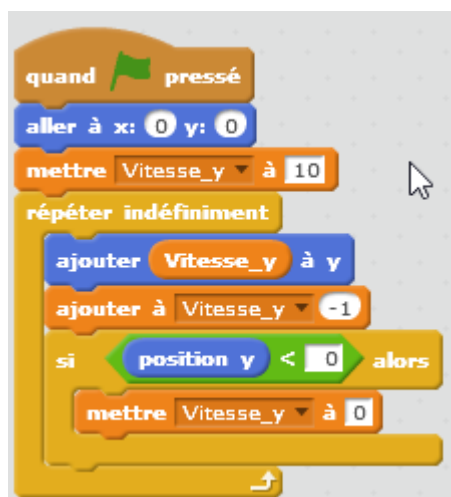 quand pressé
aller à x: 0 y: 0
mettre Vitesse_y à 10
répéter indéfiniment
ajouter Vitesse_y à y
ajouter à Vitesse_y -1
si position y < 0 alors
mettre Vitesse_y à 0